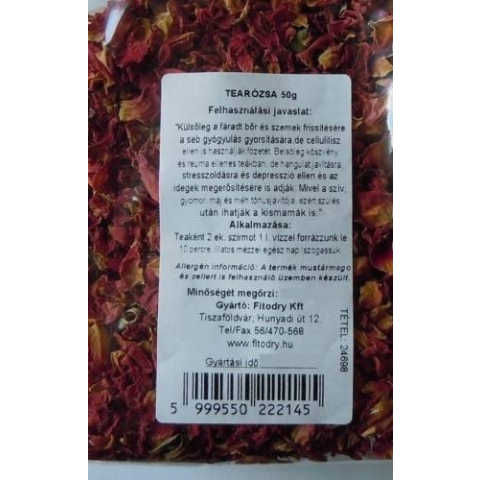 TEARÓZSA 50g
Felhasználási javaslat:
"Külsőleg a fáradt bőr és szemek frissítésére
a seb gyógyulás gyorsítására,de cellulitisz
ellen is használják főzetét. Belsőleg köszvény,
és reuma ellenes teákban, de hangulat javításra,
stresszoldásra és depresszió ellen és az
idegek megerősítésére is adják. Mivel a szív,
gyomor, máj és méh tónusjavítója, ezért szülés
után ihatják a kismamák is."
Alkalmazása:
Teaként 2 ek. szirmot 1 l. vízzel forrázzunk le
10 percre. Illatos mézzel egész nap iszogassuk.
Allergén információ: A termék mustármagot
és zellert is felhasználó üzemben készült.
Minőségét megőrzi:
Gyártó: Fitodry Kft
Tiszaföldvár, Hunyadi út 12.
Tel/Fax 56/470-568
www.fitodry.hu
Gyártási idő
TÉTEL: 24698
5 999550 222145